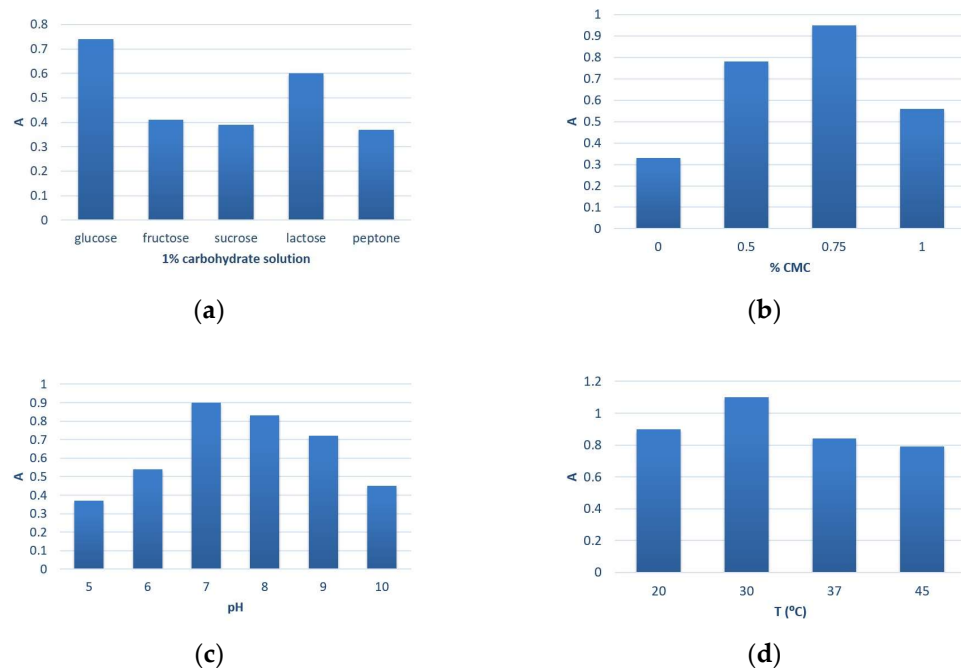 0.8
0.7
0.6
0.5
0.4
0.3
0.2
0.1
0
A
glucose fructose sucrose lactose peptone
1% carbohydrate solution
(a)
1
0.9
0.8
0.7
0.6
0.5
0.4
0.3
0.2
0.1
0
A
0 0.5 0.75 1
% CMC
(b)
1
0.9
0.8
0.7
0.6
0.5
0.4
0.3
0.2
0.1
0
A
5 6 7 8 9 10
pH
(c)
1.2
1
0.8
0.6
0.4
0.2
0
A
20 30 37 45
T (°C)
(d)